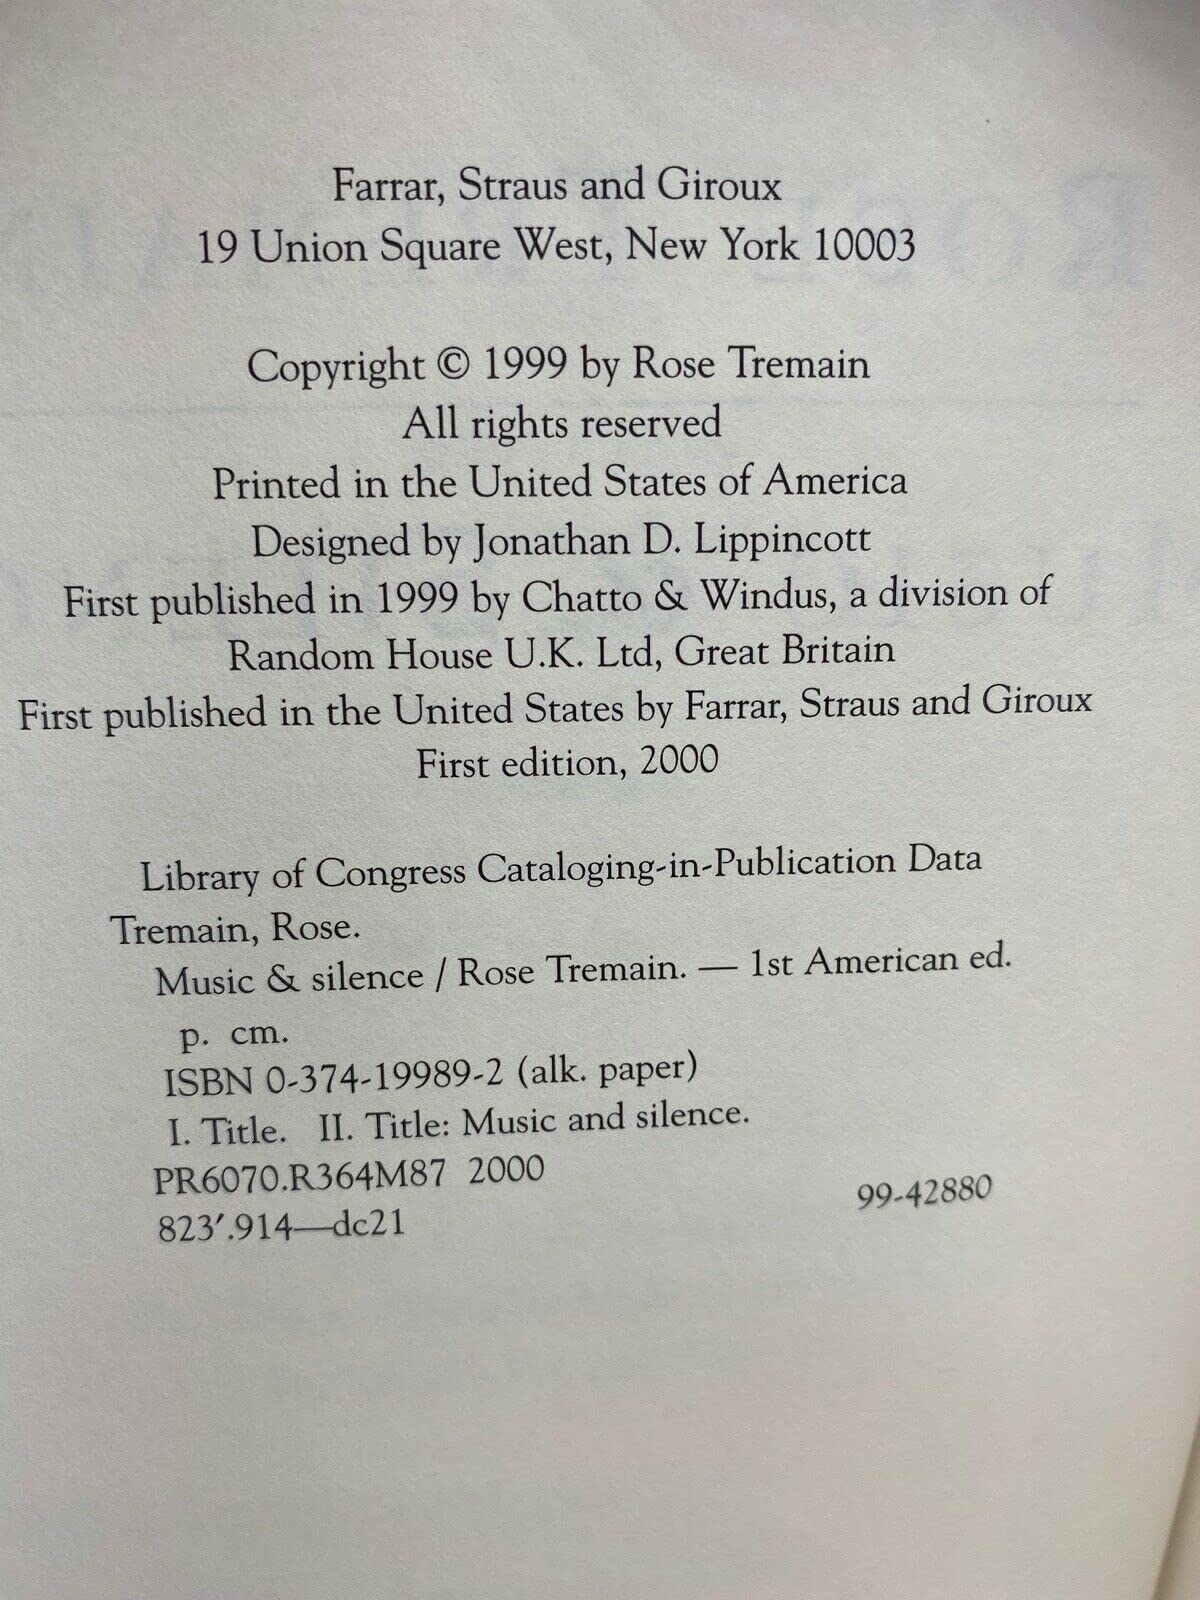 Farrar, Straus and Giroux
19 Union Square West, New York 10003
Copyright © 1999 by Rose Tremain
All rights reserved
Printed in the United States of America
Designed by Jonathan D. Lippincott
First published in 1999 by Chatto & Windus, a division of
Random House U.K. Ltd, Great Britain
First published in the United States by Farrar, Straus and Giroux
First edition, 2000
Library of Congress Cataloging-in-Publication Data
Tremain, Rose.
Music & silence / Rose Tremain. — 1st American ed.
p. cm.
ISBN 0-374-19989-2 (alk. paper)
I. Title. II. Title: Music and silence.
PR6070.R364M87 2000
99-42880
823′.914—dc21